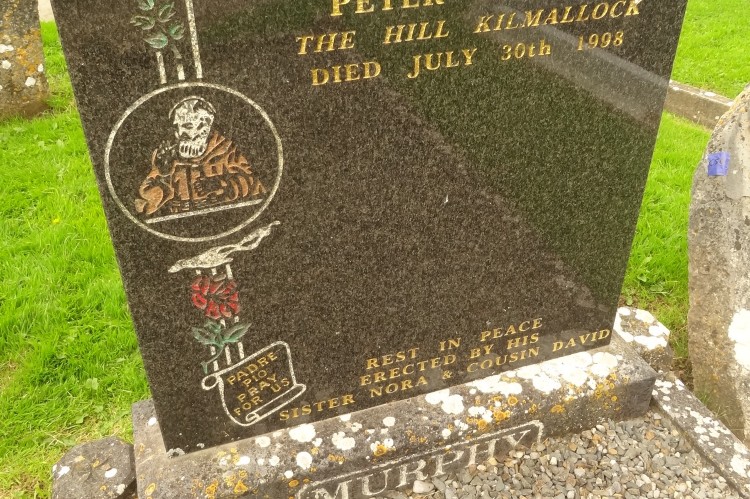 PETER
THE HILL KILMALLOCK
DIED JULY 30th 1998
PADRE
PIO
PRAY
FOR US
REST IN PEACE
ERECTED BY HIS
SISTER NORA & COUSIN DAVID
MURPHY